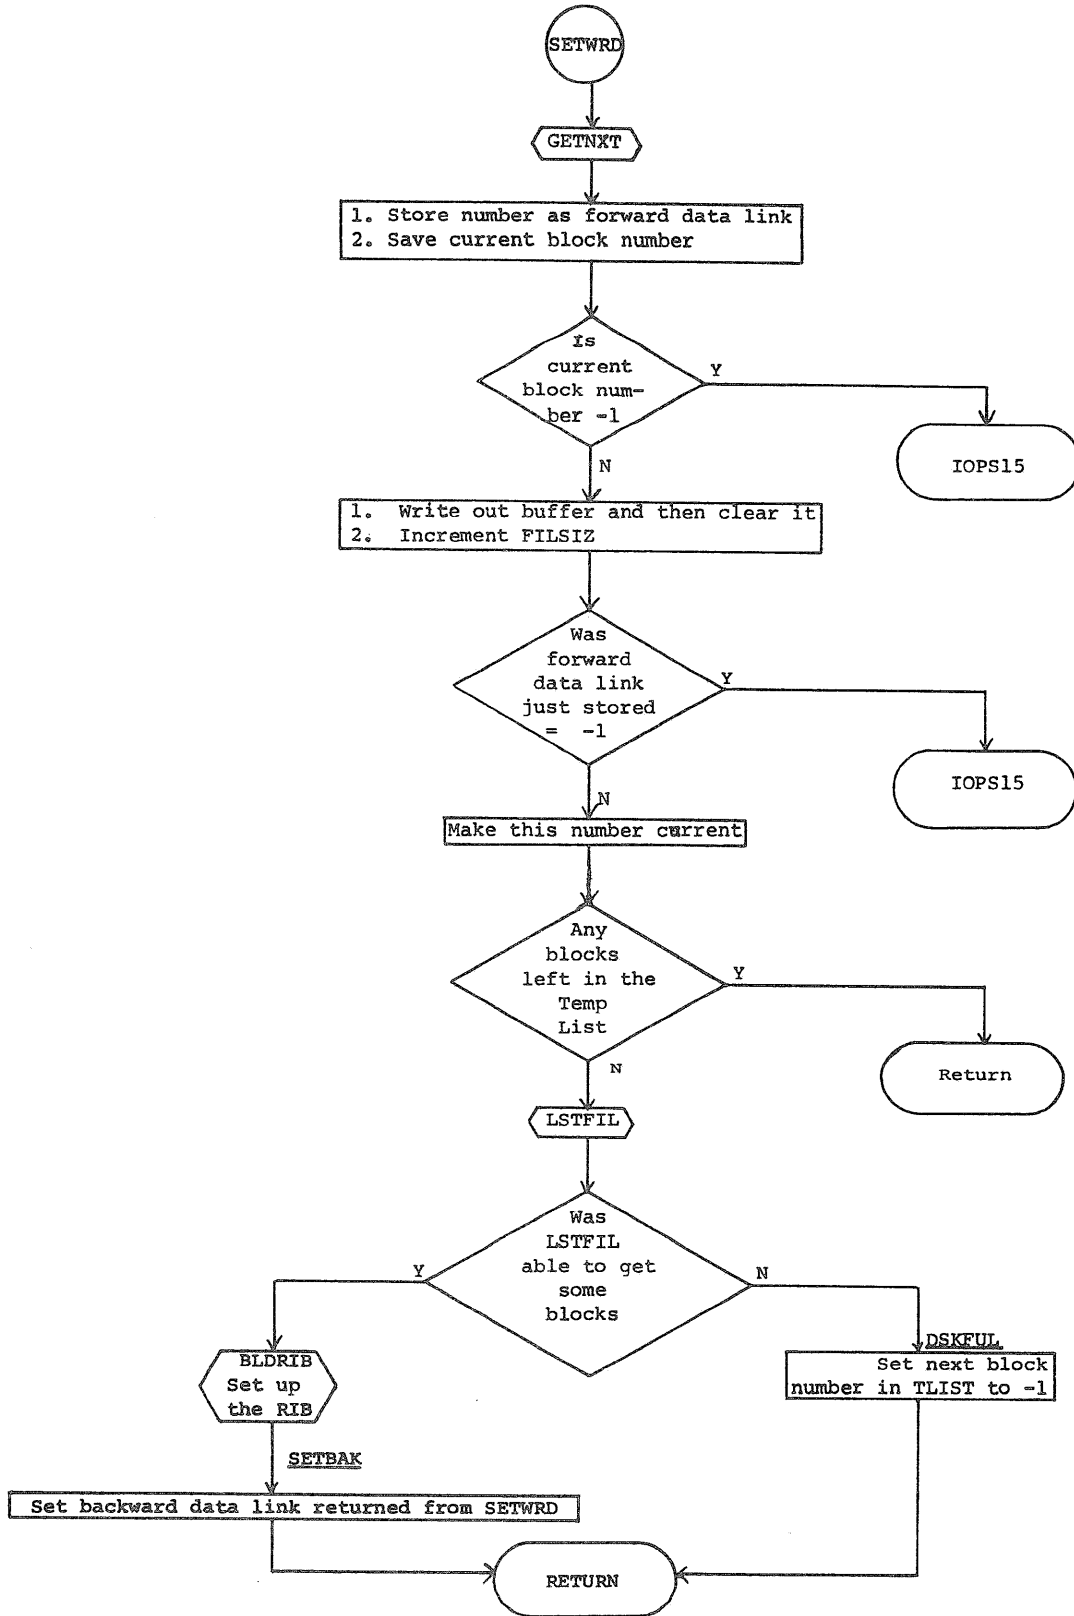 SETWRD
GETNXT
1. Store number as forward data link
2. Save current block number
Is
current
block num-
ber -1
Y
N
IOPS15
1. Write out buffer and then clear it
2. Increment FILSIZ
Was
forward
data link
just stored
= -1
Y
N
IOPS15
Make this number current
Any
blocks
left in the
Temp
List
Y
N
Return
LSTFIL
Was
LSTFIL
able to get
some
blocks
Y
N
BLDRIB
Set up
the RIB
DSKFUL
Set next block
number in TLIST to -1
SETBAK
Set backward data link returned from SETWRD
RETURN